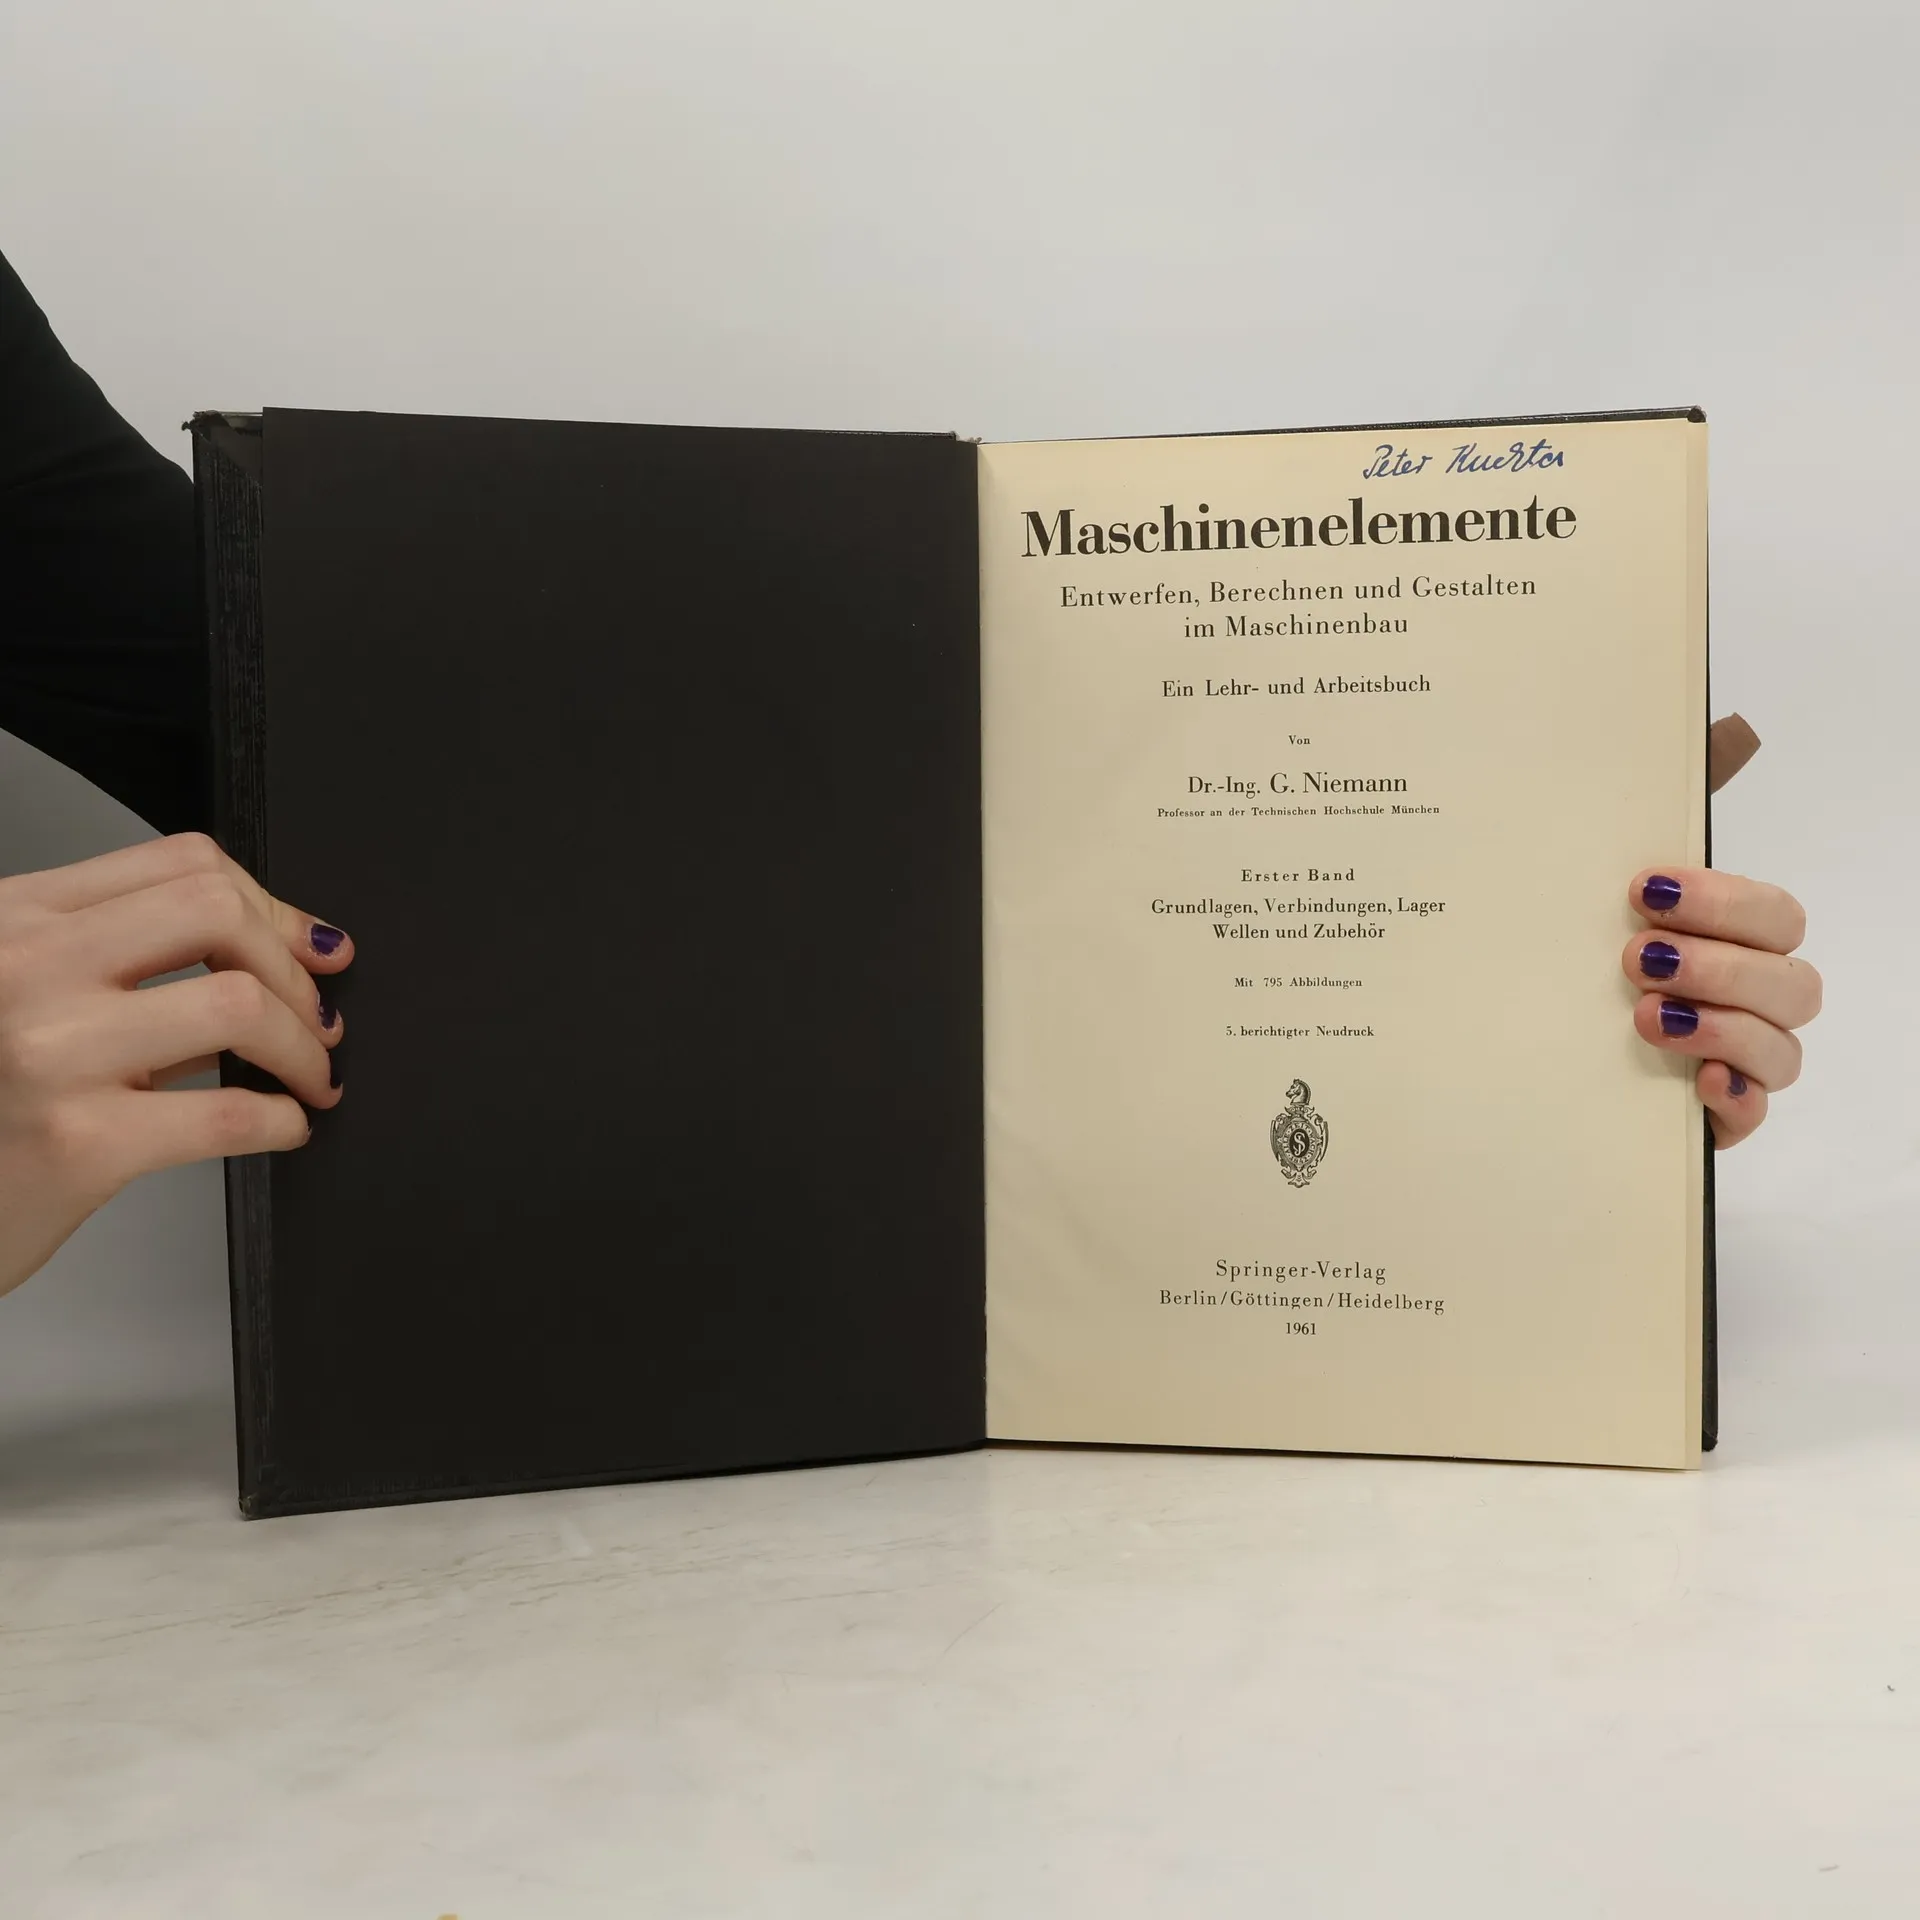 Peter
Maschinenelemente
Entwerfen, Berechnen und Gestalten
im Maschinenbau
Ein Lehr- und Arbeitsbuch
Von
Dr.-Ing. G. Niemann
Professor an der Technischen Hochschule München
Erster Band
Grundlagen, Verbindungen, Lager
Wellen und Zubehör
Mit 795 Abbildungen
5. berichtigter Neudruck
Springer-Verlag
Berlin/Göttingen/Heidelberg
1961